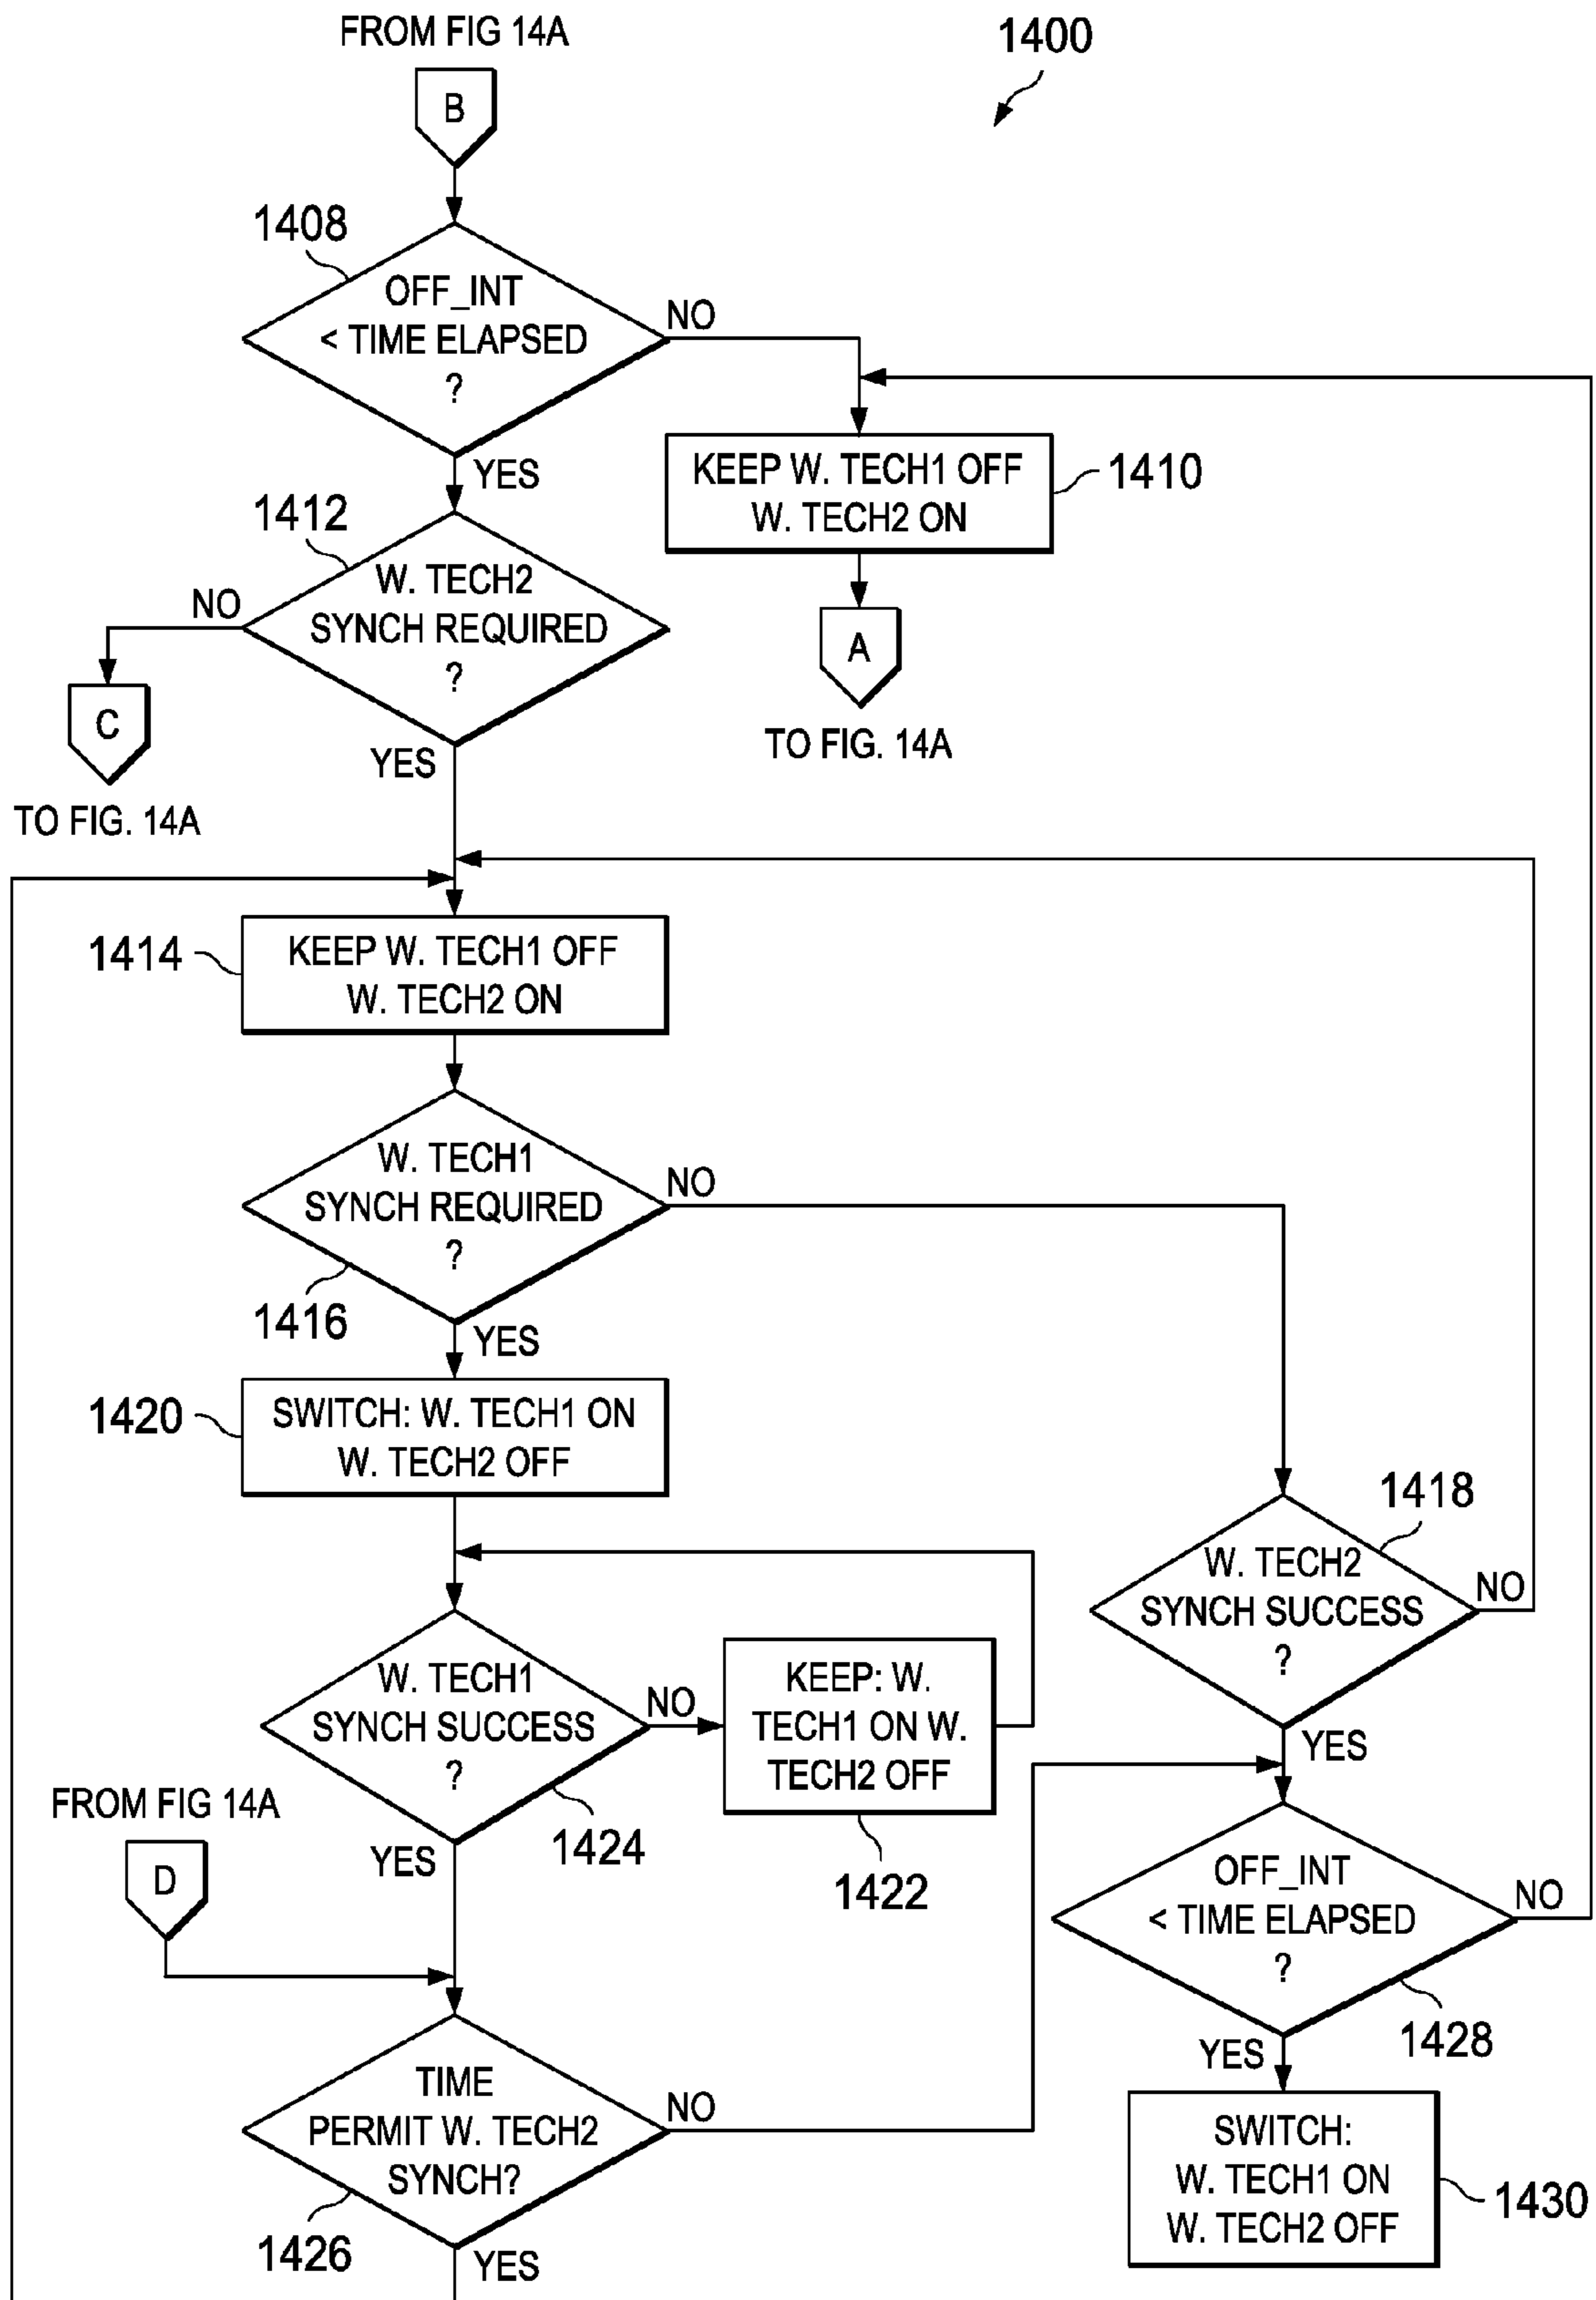 FROM FIG 14A
1400
B
1408
OFF_INT
< TIME ELAPSED
?
NO
YES
KEEP W. TECH1 OFF
W. TECH2 ON
1410
1412
W. TECH2
SYNCH REQUIRED
?
NO
A
C
TO FIG. 14A
YES
TO FIG. 14A
1414
KEEP W. TECH1 OFF
W. TECH2 ON
W. TECH1
SYNCH REQUIRED
?
NO
1416
YES
1420
SWITCH: W. TECH1 ON
W. TECH2 OFF
1418
W. TECH2
SYNCH SUCCESS
?
NO
YES
W. TECH1
SYNCH SUCCESS
?
NO
KEEP: W.
TECH1 ON W.
TECH2 OFF
1422
1424
YES
FROM FIG 14A
D
OFF_INT
< TIME ELAPSED
?
NO
1428
YES
TIME
PERMIT W. TECH2
SYNCH?
NO
1426
YES
SWITCH:
W. TECH1 ON
W. TECH2 OFF
1430